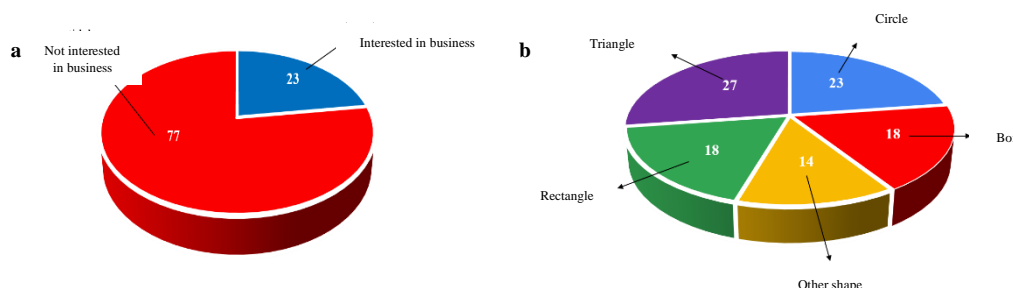 a
Not interested
in business
Interested in business
23
77
b
Circle
Triangle
27
23
18
Bo
18
14
Rectangle
Other shape